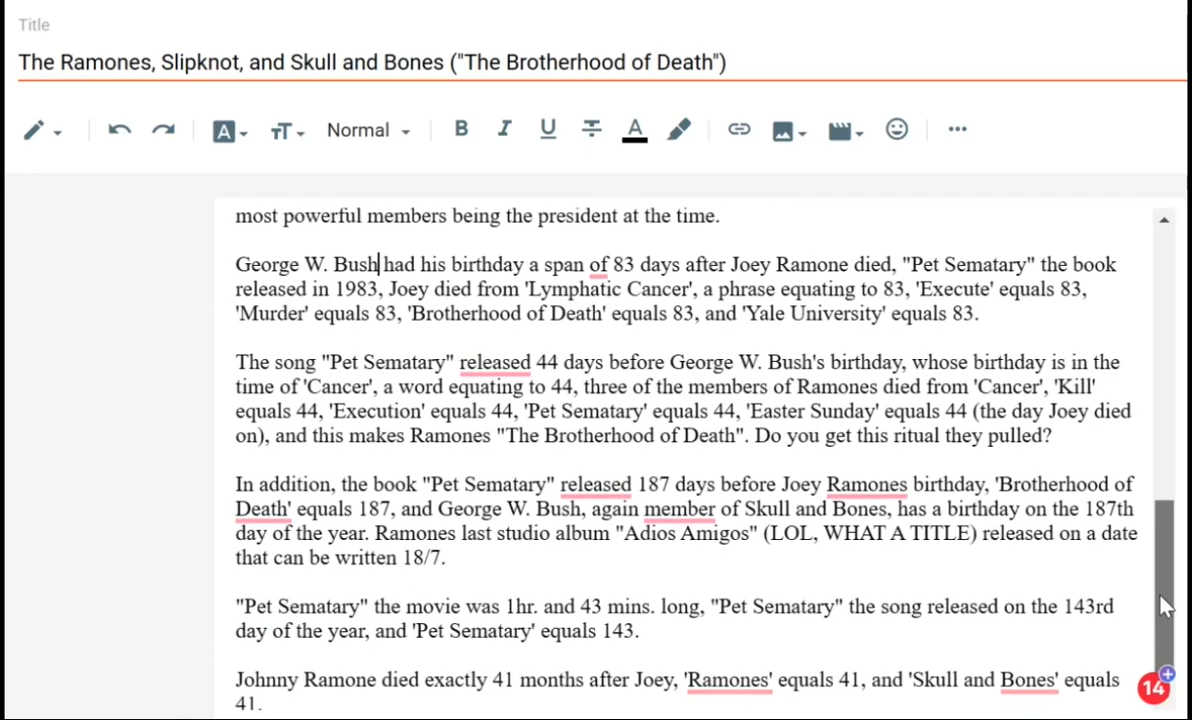 Title
The Ramones, Slipknot, and Skull and Bones ("The Brotherhood of Death")
Normal
most powerful members being the president at the time.
George W. Bush had his birthday a span of 83 days after Joey Ramone died, "Pet Sematary" the book
released in 1983, Joey died from 'Lymphatic Cancer', a phrase equating to 83, 'Execute' equals 83,
'Murder' equals 83, 'Brotherhood of Death' equals 83, and 'Yale University' equals 83.
The song "Pet Sematary" released 44 days before George W. Bush's birthday, whose birthday is in the
time of 'Cancer', a word equating to 44, three of the members of Ramones died from 'Cancer', 'Kill'
equals 44, 'Execution' equals 44, 'Pet Sematary' equals 44, 'Easter Sunday' equals 44 (the day Joey died
on), and this makes Ramones "The Brotherhood of Death". Do you get this ritual they pulled?
In addition, the book "Pet Sematary" released 187 days before Joey Ramones birthday, 'Brotherhood of
Death' equals 187, and George W. Bush, again member of Skull and Bones, has a birthday on the 187th
day of the year. Ramones last studio album "Adios Amigos" (LOL, WHAT A TITLE) released on a date
that can be written 18/7.
"Pet Sematary" the movie was 1hr. and 43 mins. long, "Pet Sematary" the song released on the 143rd
day of the year, and 'Pet Sematary' equals 143.
Johnny Ramone died exactly 41 months after Joey, 'Ramones' equals 41, and 'Skull and Bones' equals
41.
14